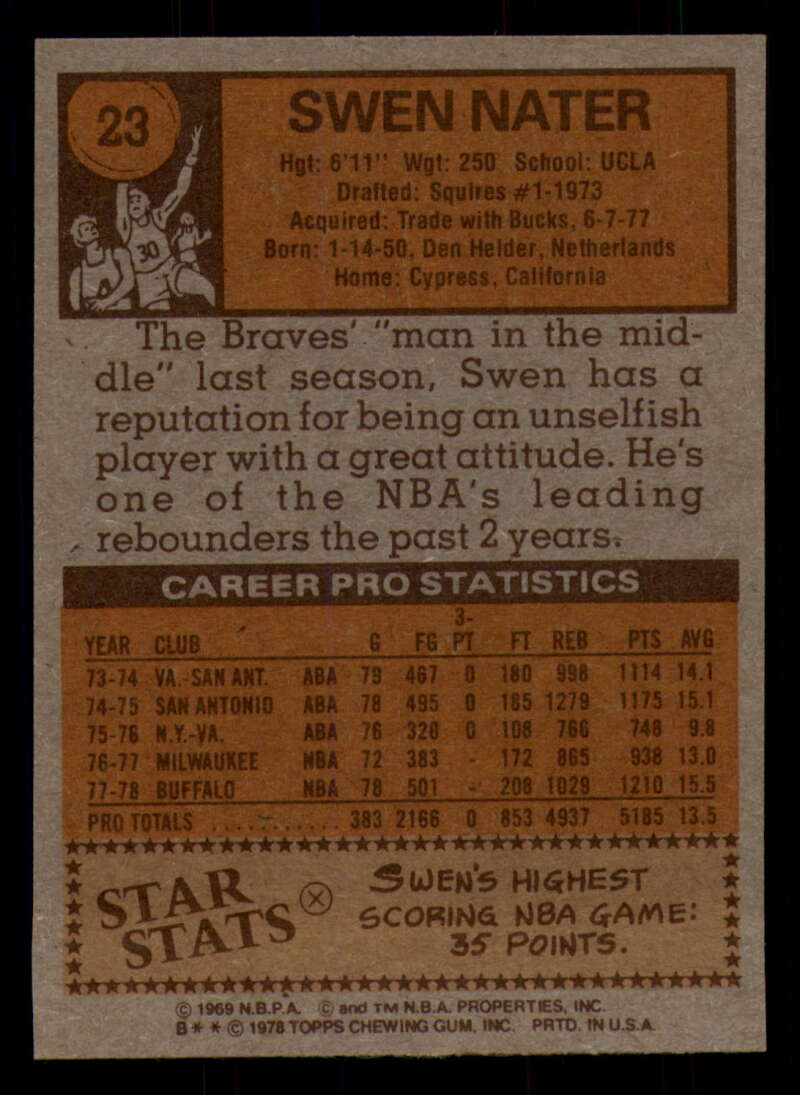 23
SWEN NATER
Hgt: 6'11" Wgt: 250 School: UCLA
Drafted: Squires #1-1973
Acquired: Trade with Bucks, 6-7-77
Born: 1-14-50, Den Helder, Netherlands
Home: Cypress, California
30
The Braves' "man in the mid-
dle" last season, Swen has a
reputation for being an unselfish
player with a great attitude. He's
one of the NBA's leading
rebounders the past 2 years.
CAREER PRO STATISTICS
YEAR CLUB G FG 3-PT FT REB PTS AVG
73-74 VA.-SAN ANT. ABA 79 467 0 180 998 1114 14.1
74-75 SAN ANTONIO ABA 78 495 0 185 1279 1175 15.1
75-76 N.Y.-VA. ABA 76 320 0 108 766 748 9.8
76-77 MILWAUKEE NBA 72 383 - 172 865 938 13.0
77-78 BUFFALO NBA 78 501 - 208 1029 1210 15.5
PRO TOTALS ........... 383 2166 0 853 4937 5185 13.5
STAR STATS
SWEN'S HIGHEST
SCORING NBA GAME:
35 POINTS.
© 1969 N.B.P.A. © and TM N.B.A. PROPERTIES, INC.
B * * © 1978 TOPPS CHEWING GUM, INC. PRTD. IN U.S.A.